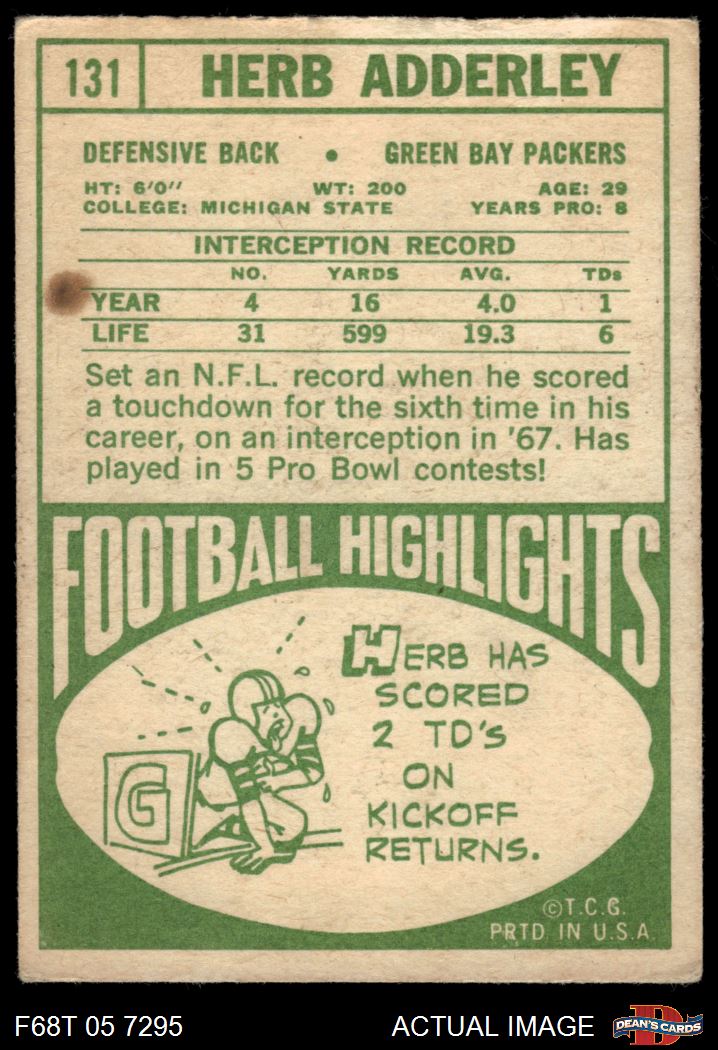 131 HERB ADDERLEY
DEFENSIVE BACK • GREEN BAY PACKERS
HT: 6'0" WT: 200 AGE: 29
COLLEGE: MICHIGAN STATE YEARS PRO: 8
INTERCEPTION RECORD
NO. YARDS AVG. TDs
YEAR 4 16 4.0 1
LIFE 31 599 19.3 6
Set an N.F.L. record when he scored
a touchdown for the sixth time in his
career, on an interception in '67. Has
played in 5 Pro Bowl contests!
FOOTBALL HIGHLIGHTS
HERB HAS
SCORED
2 TD'S
ON
KICKOFF
RETURNS.
G
©T.C.G.
PRTD. IN U.S.A.
F68T 05 7295 ACTUAL IMAGE D DEAN'S CARDS